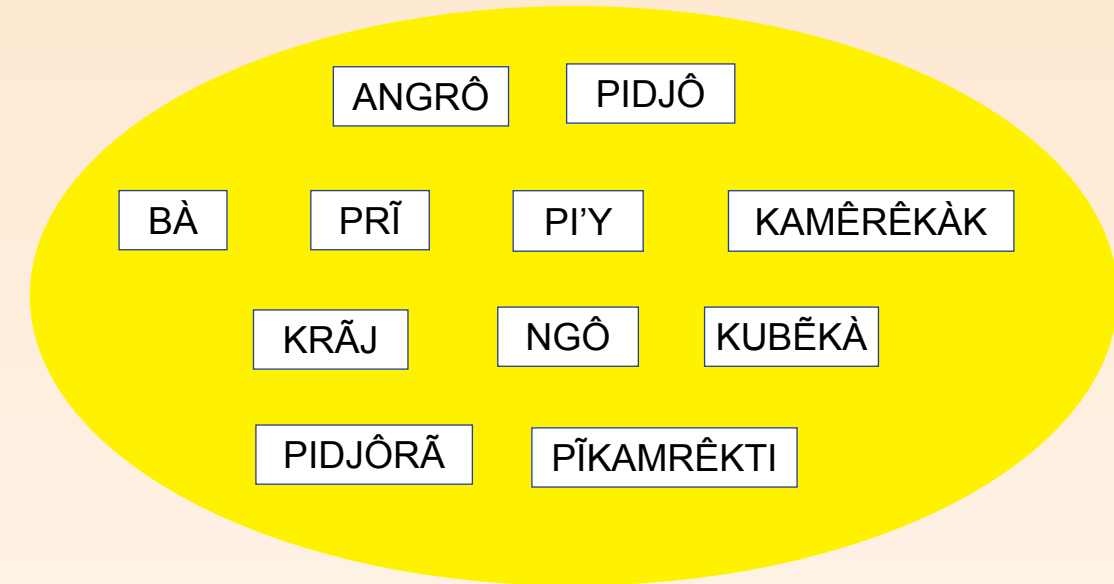 ANGRÔ PIDJÔ
BÀ PRĨ PI’Y KAMÊRÊKÀK
KRÃJ NGÔ KUBẼKÀ
PIDJÔRÃ PĨKAMRÊKTI